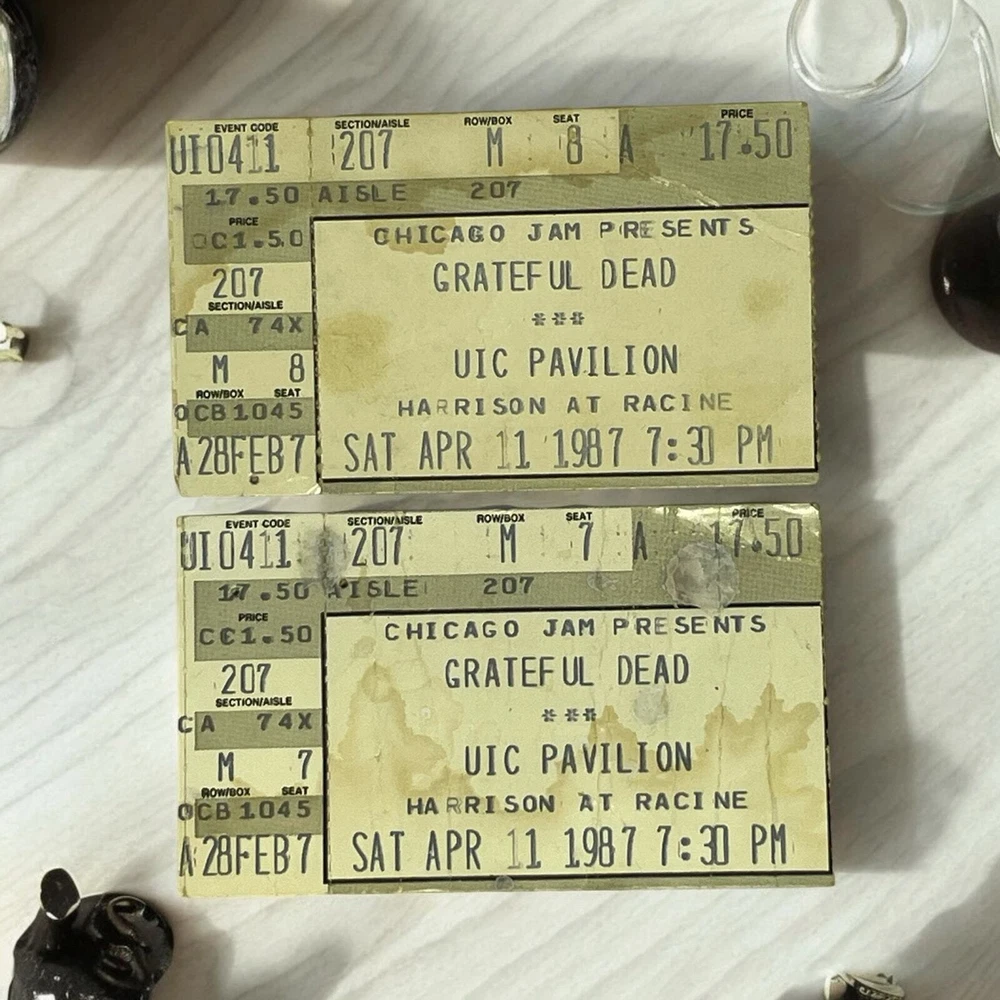 EVENT CODE SECTION/AISLE ROW/BOX SEAT PRICE
UI0411 207 M 8 A 17.50
17.50 AISLE 207
PRICE
CHICAGO JAM PRESENTS
C1.50
GRATEFUL DEAD
207
SECTION/AISLE
***
CA 74X
UIC PAVILION
M 8
ROW/BOX SEAT
HARRISON AT RACINE
OCB1045
A28FEB7
SAT APR 11 1987 7:30 PM
EVENT CODE SECTION/AISLE ROW/BOX SEAT PRICE
UI0411 207 M 7 A 17.50
17.50 AISLE 207
PRICE
CHICAGO JAM PRESENTS
1.50
GRATEFUL DEAD
207
SECTION/AISLE
***
CA 74X
UIC PAVILION
M 7
ROW/BOX SEAT
HARRISON AT RACINE
OCB1045
A28FEB7
SAT APR 11 1987 7:30 PM